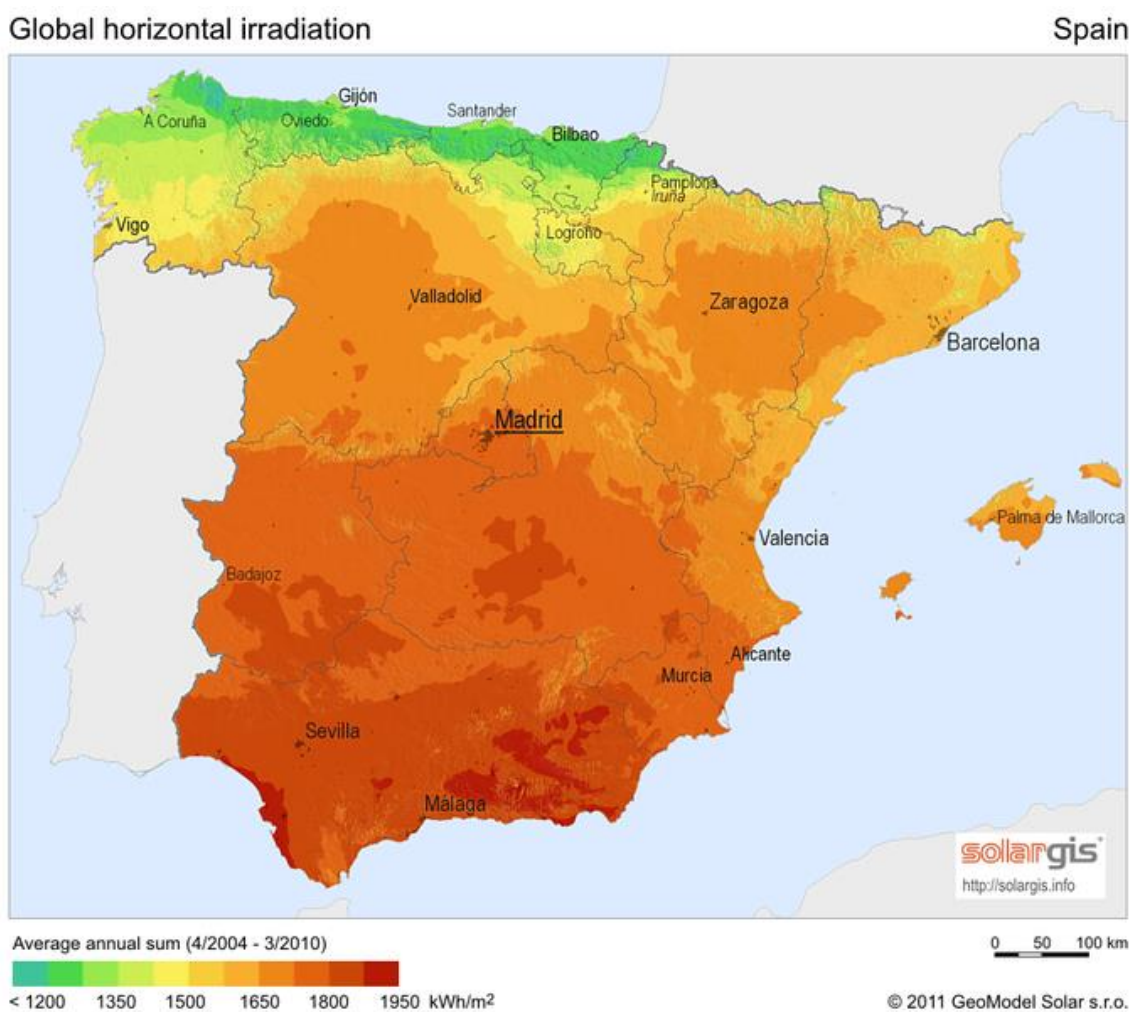 Global horizontal irradiation
Spain
Gijón
A Coruña
Oviedo
Santander
Bilbao
Pamplona
Iruña
Vigo
Logroño
Valladolid
Zaragoza
Barcelona
Madrid
Palma de Mallorca
Valencia
Badajoz
Alicante
Murcia
Sevilla
Málaga
solargis
http://solargis.info
Average annual sum (4/2004 - 3/2010)
0 50 100 km
< 1200 1350 1500 1650 1800 1950 kWh/m²
© 2011 GeoModel Solar s.r.o.